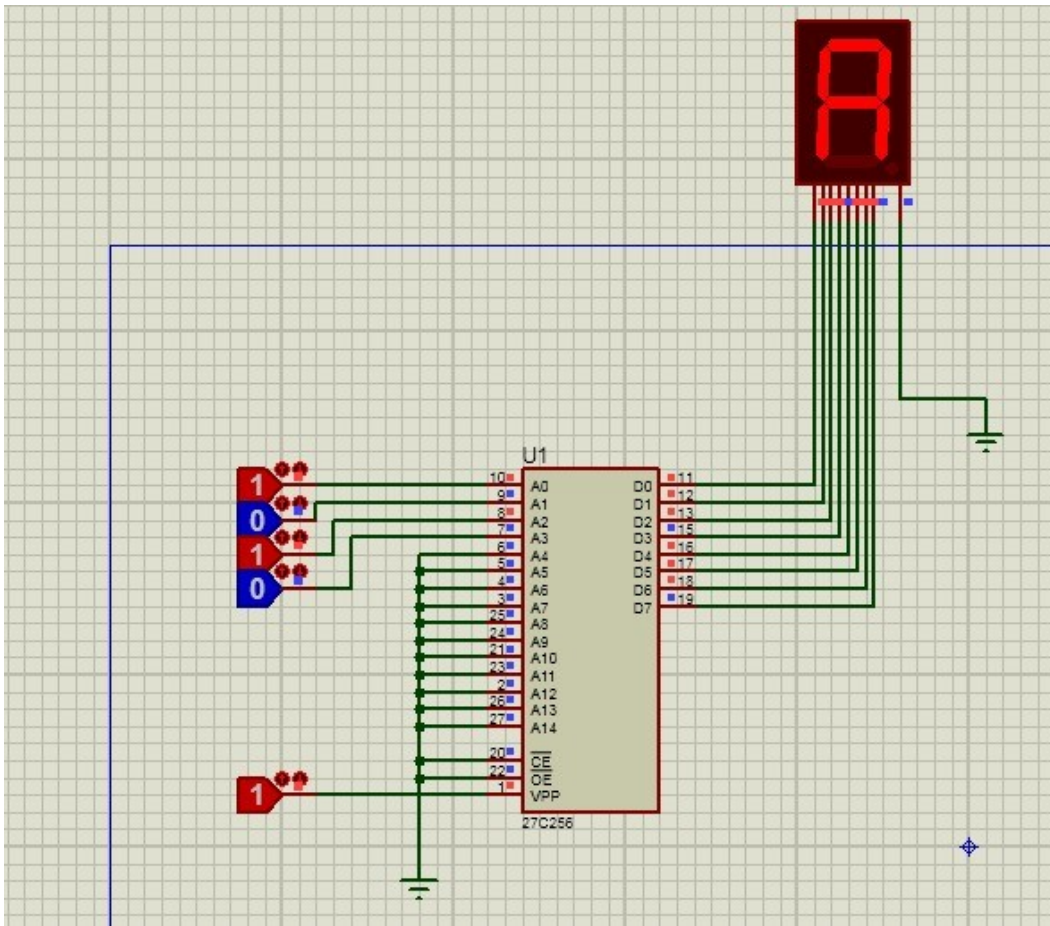 A
U1
1 10 A0 D0 11
0 9 A1 D1 12
1 8 A2 D2 13
0 7 A3 D3 15
6 A4 D4 16
5 A5 D5 17
4 A6 D6 18
3 A7 D7 19
25 A8
24 A9
21 A10
23 A11
2 A12
26 A13
27 A14
20 CE
22 OE
1 1 VPP
27C256